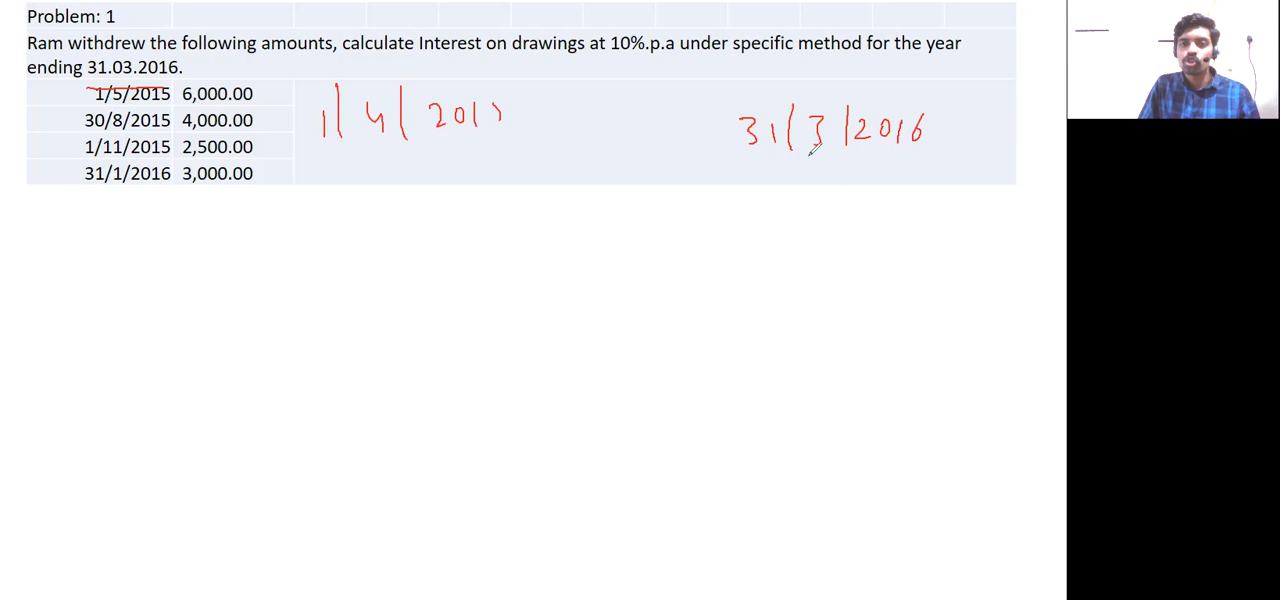 Problem: 1
Ram withdrew the following amounts, calculate Interest on drawings at 10%.p.a under specific method for the year
ending 31.03.2016.
1/5/2015 6,000.00
30/8/2015 4,000.00
1/11/2015 2,500.00
31/1/2016 3,000.00
1/4/201
31/3/2016